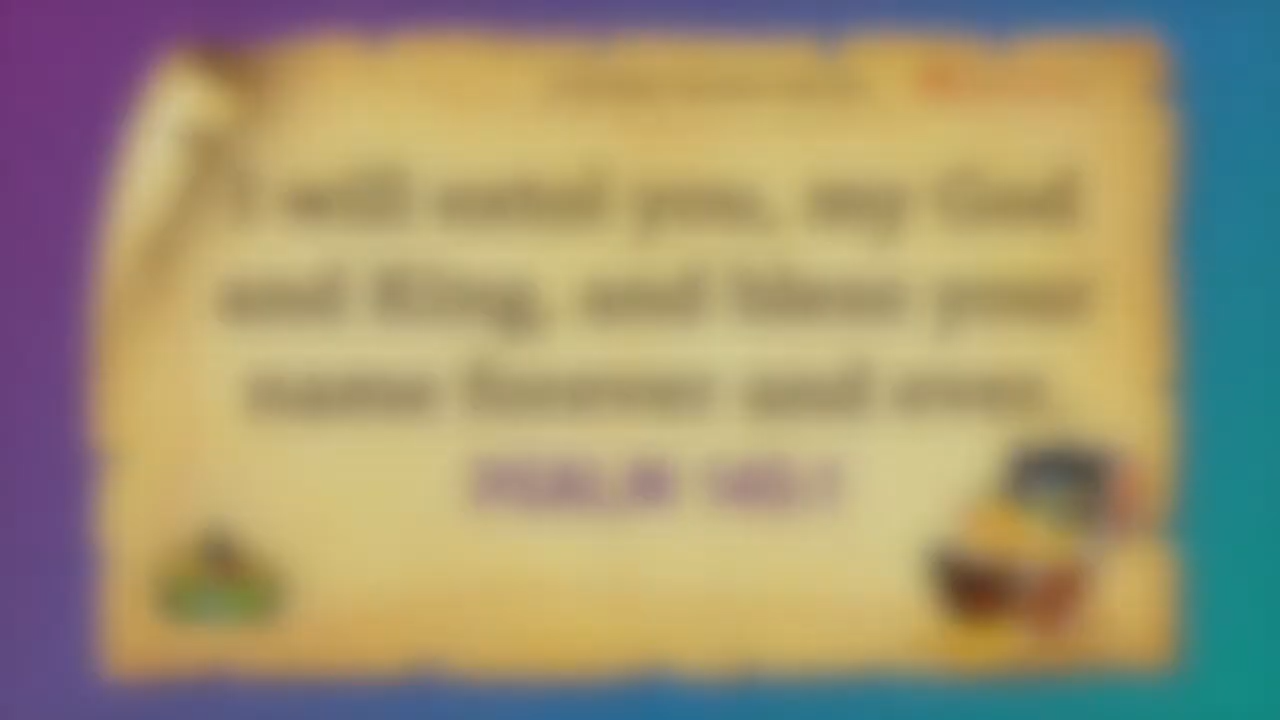 I will extol you, my God
and King, and bless your
name forever and ever.
PSALM 145:1